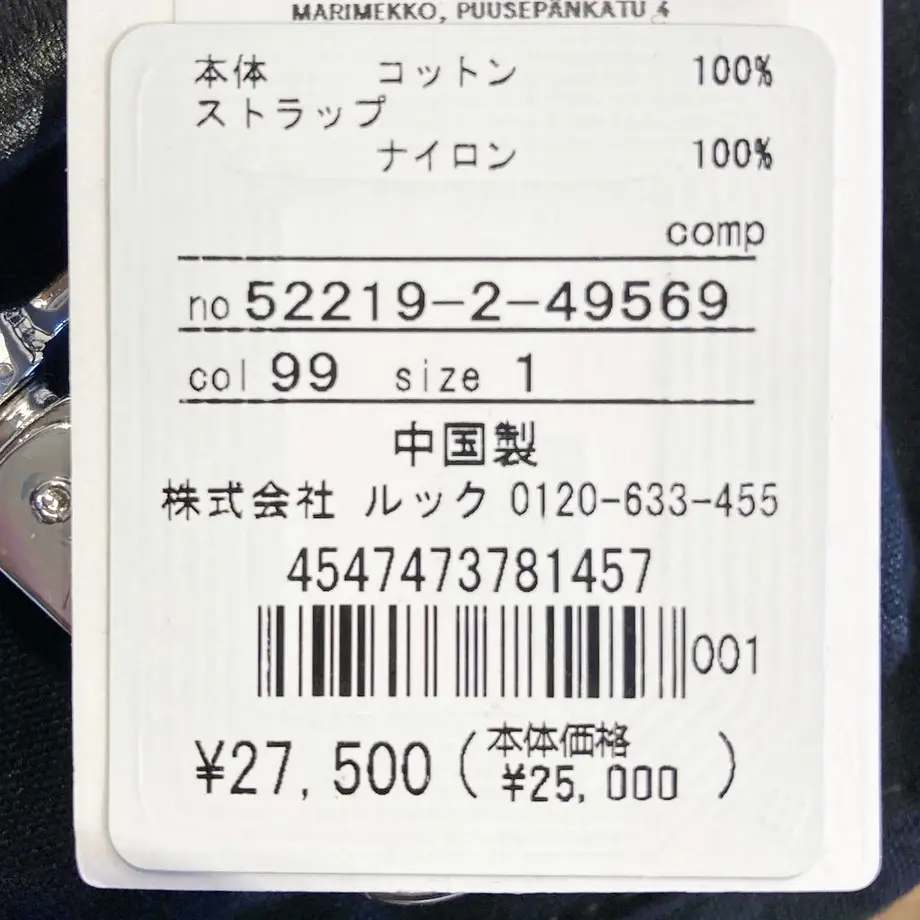 MARIMEKKO, PUUSEPÄNKATU 4
本体 コットン 100%
ストラップ
ナイロン 100%
comp
no 52219-2-49569
col 99 size 1
中国製
株式会社 ルック 0120-633-455
4547473781457
001
¥27,500 (本体価格 ¥25,000)